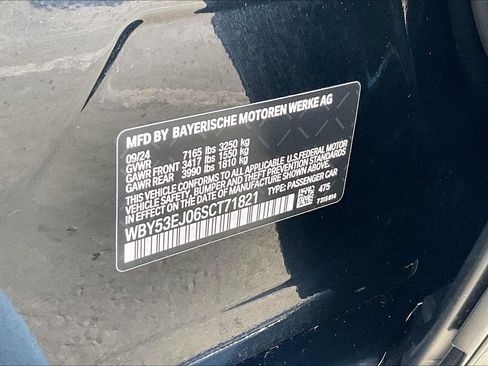 MFD BY BAYERISCHE MOTOREN WERKE AG
09/24
GVWR 7165 lbs 3250 kg
GAWR FRONT 3417 lbs 1550 kg
GAWR REAR 3990 lbs 1810 kg
THIS VEHICLE CONFORMS TO ALL APPLICABLE U.S. FEDERAL MOTOR
VEHICLE SAFETY, BUMPER AND THEFT PREVENTION STANDARDS
IN EFFECT ON THE DATE OF MANUFACTURE SHOWN ABOVE.
WBY53EJ06SCT71821 TYPE: PASSENGER CAR
475